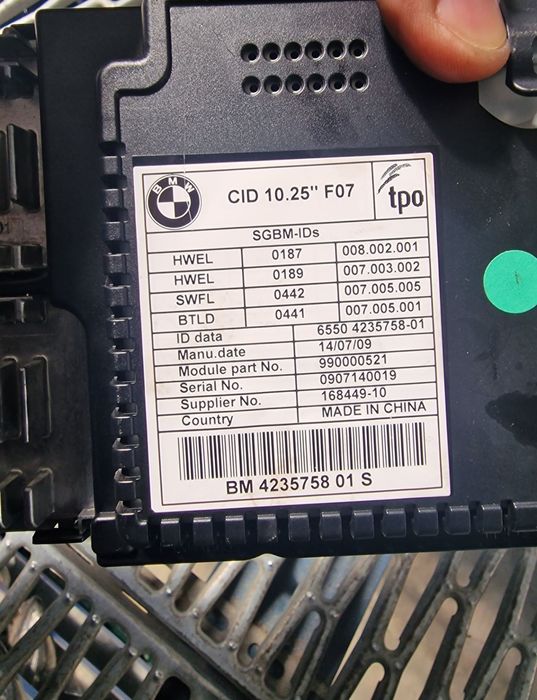 BMW
CID 10.25" F07
tpo
SGBM-IDs
HWEL 0187 008.002.001
HWEL 0189 007.003.002
SWFL 0442 007.005.005
BTLD 0441 007.005.001
ID data 6550 4235758-01
Manu.date 14/07/09
Module part No. 990000521
Serial No. 0907140019
Supplier No. 168449-10
Country MADE IN CHINA
BM 4235758 01 S